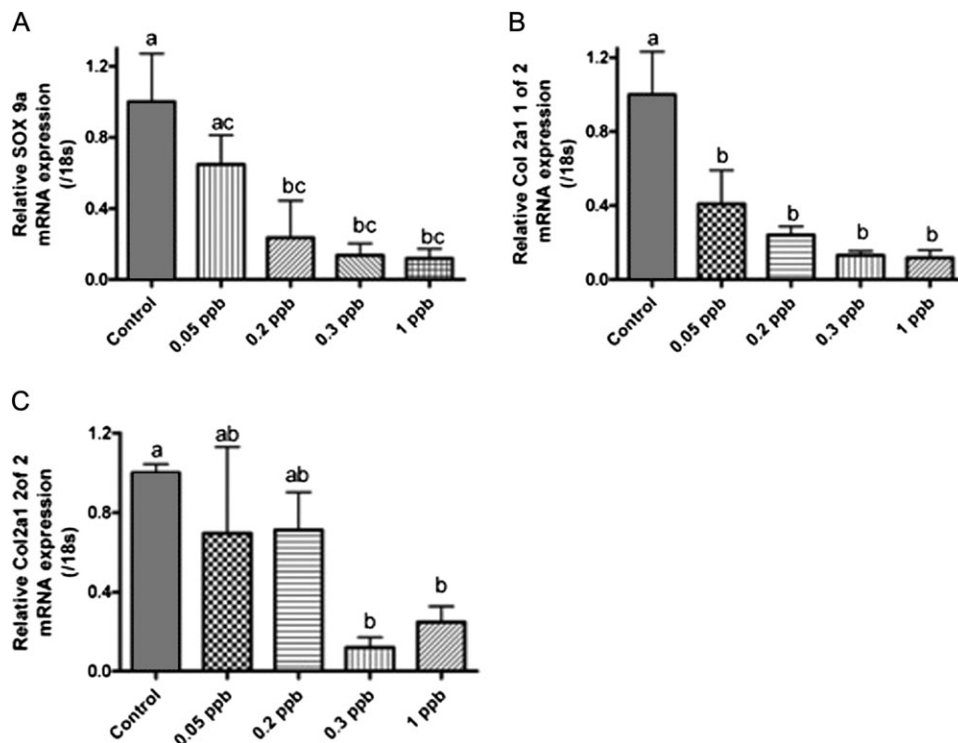 A
Relative SOX 9a
mRNA expression
(/18s)
1.2
0.8
0.4
0.0
a
ac
bc
bc
bc
Control
0.05 ppb
0.2 ppb
0.3 ppb
1 ppb
B
Relative Col 2a1 1 of 2
mRNA expression
(/18s)
1.2
0.8
0.4
0.0
a
b
b
b
b
Control
0.05 ppb
0.2 ppb
0.3 ppb
1 ppb
C
Relative Col2a1 2of 2
mRNA expression
(/18s)
1.2
0.8
0.4
0.0
a
ab
ab
b
b
Control
0.05 ppb
0.2 ppb
0.3 ppb
1 ppb